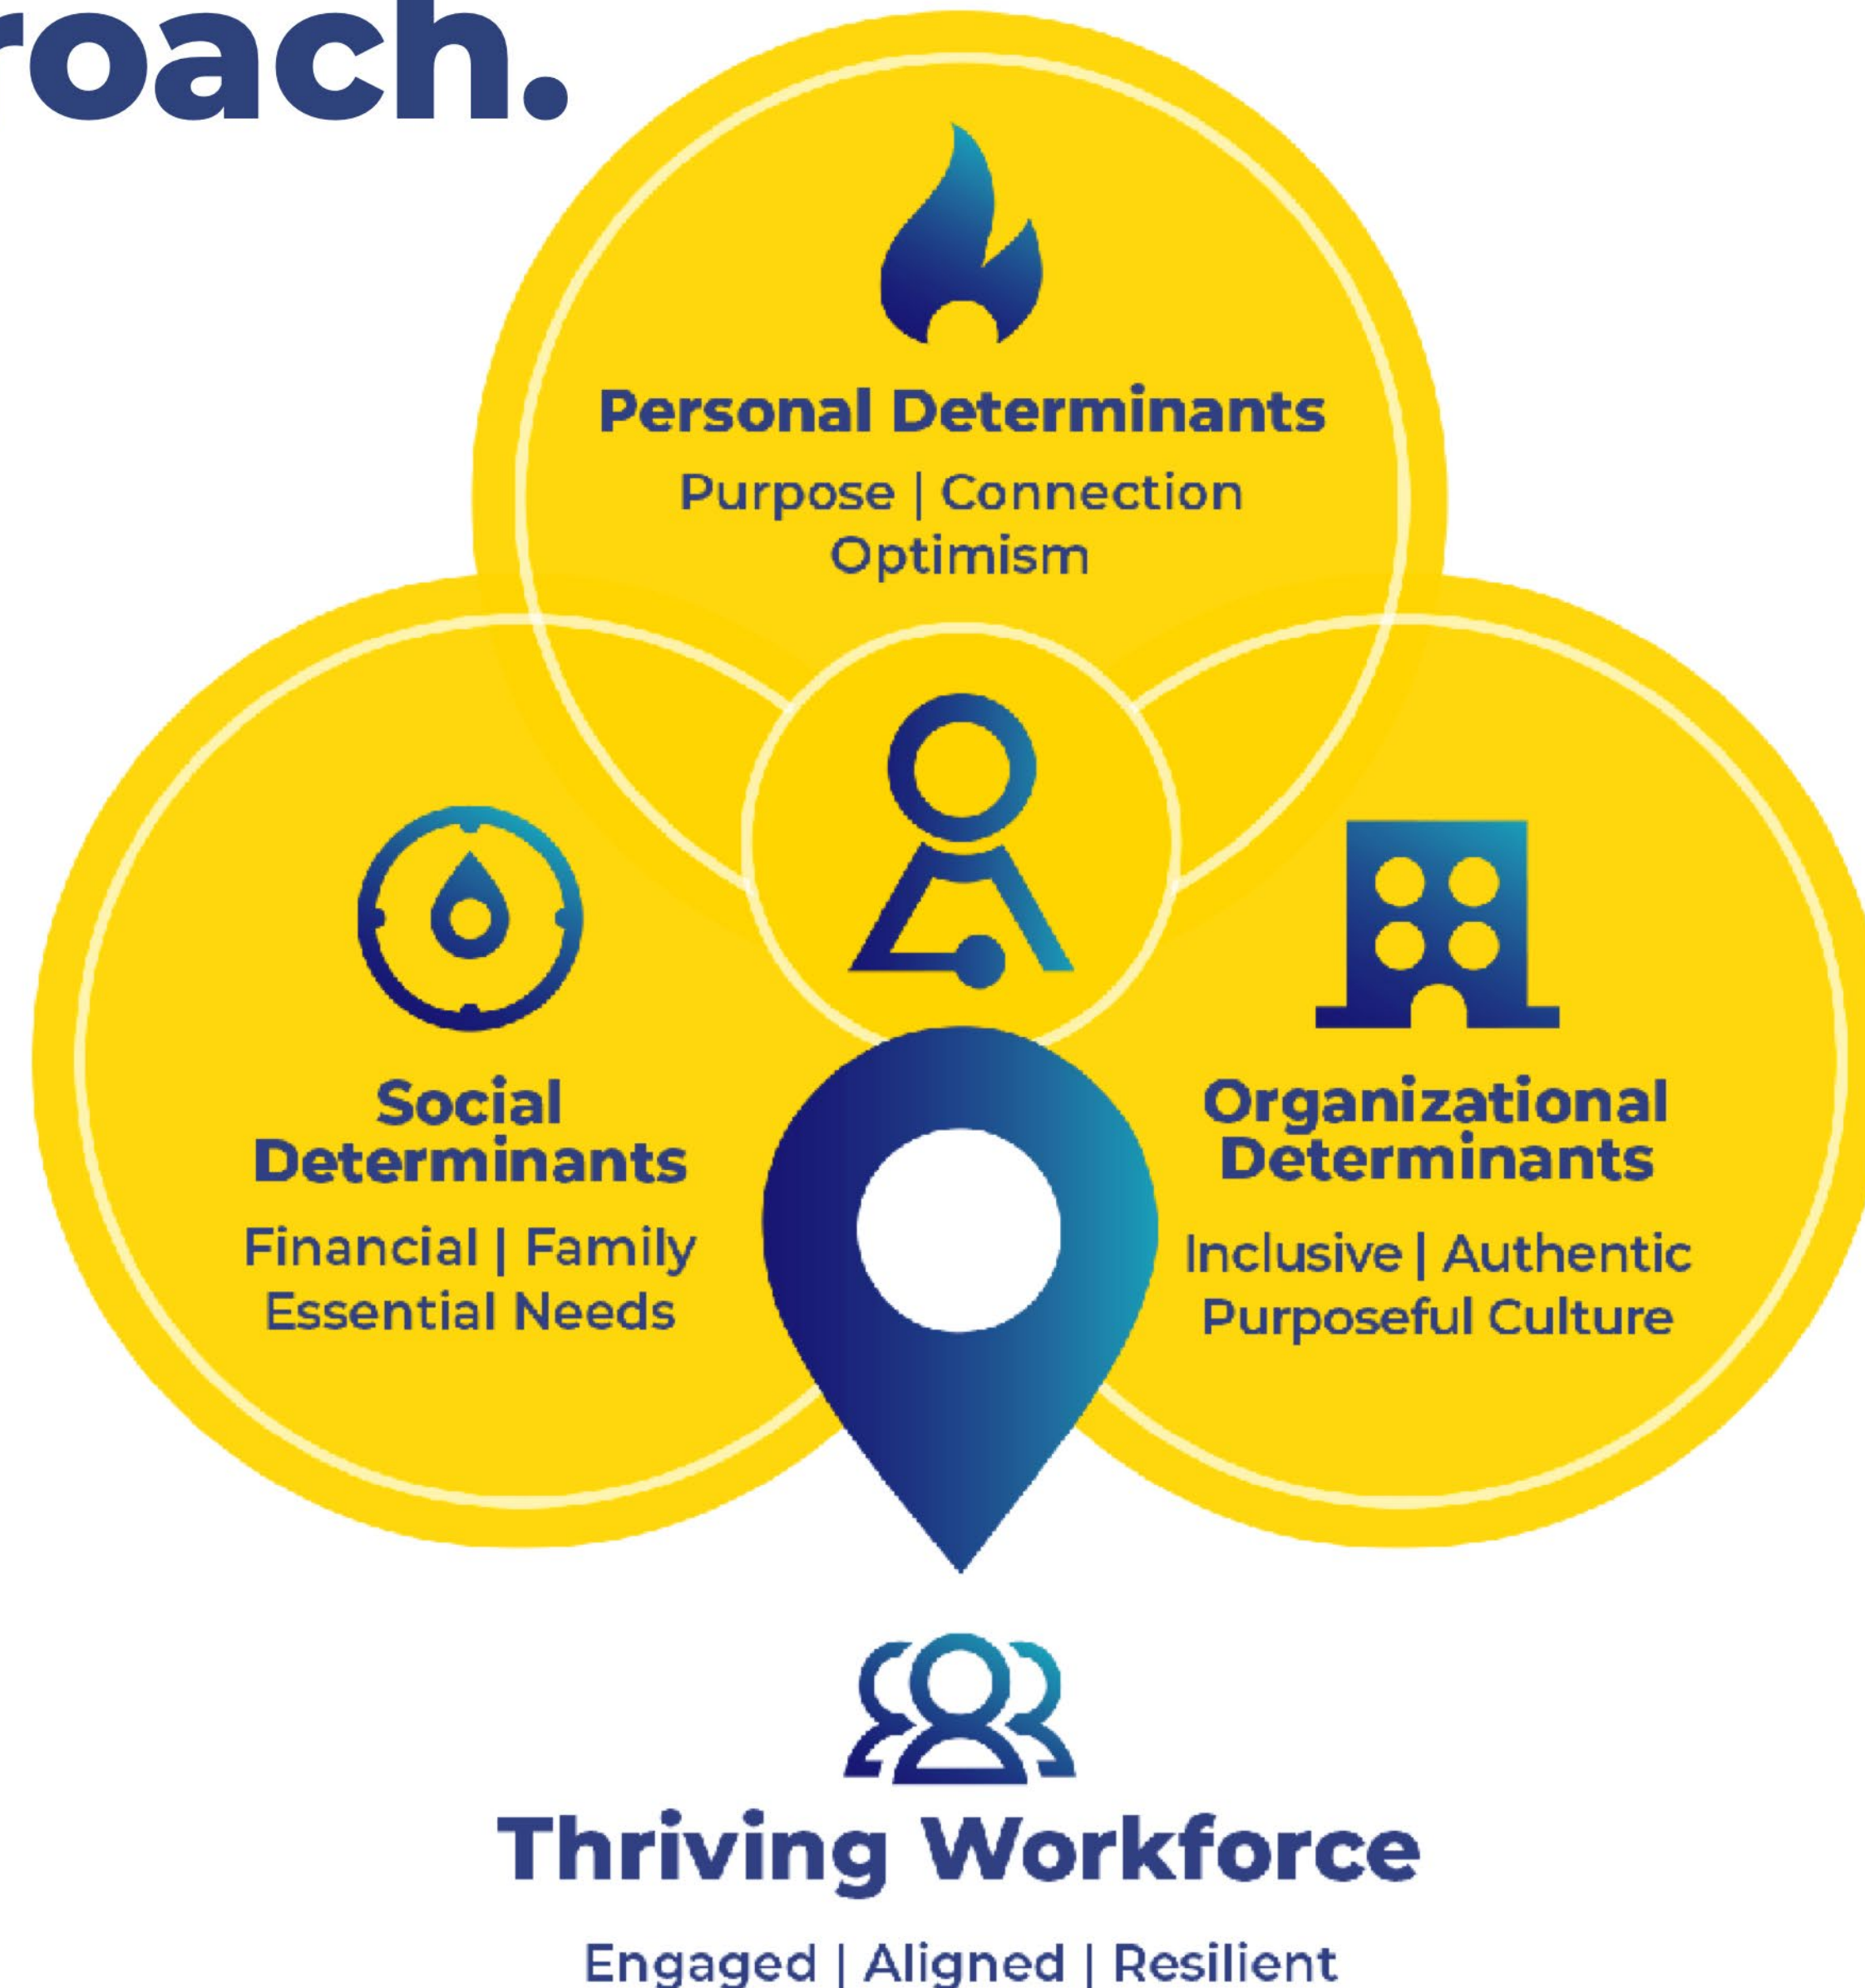 roach.
Personal Determinants
Purpose | Connection
Optimism
Social
Determinants
Financial | Family
Essential Needs
Organizational
Determinants
Inclusive | Authentic
Purposeful Culture
Thriving Workforce
Engaged | Aligned | Resilient